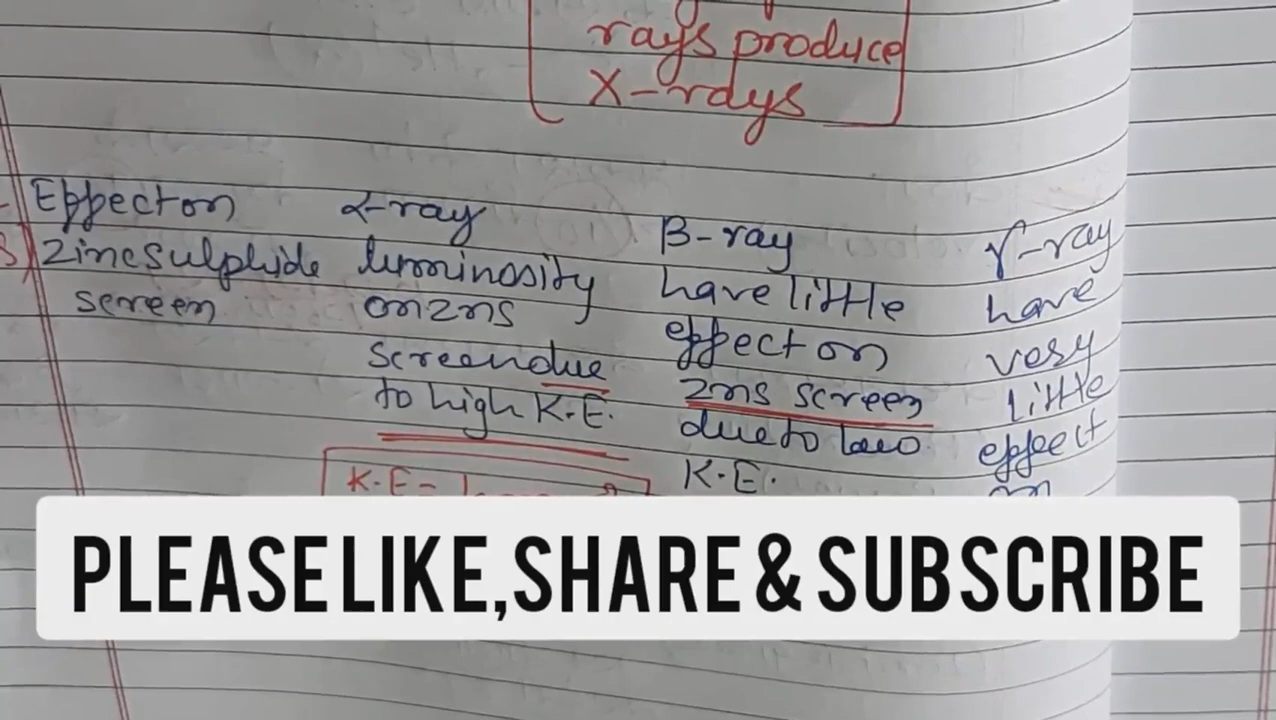 rays produce
X-rays
Effect on
Zinc sulphide
screen
α-ray
luminosity
on zns
screen due
to high K.E.
K.E-
β-ray
have little
effect on
zns screen
due to low
K.E.
γ-ray
have
very
little
effect
on
PLEASE LIKE, SHARE & SUBSCRIBE